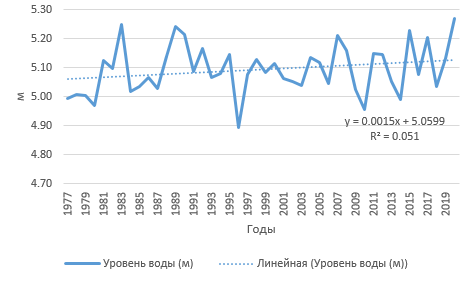 5.30
5.20
5.10
5.00
4.90
4.80
4.70
м
y = 0.0015x + 5.0599
R² = 0.051
1977 1979 1981 1983 1985 1987 1989 1991 1993 1995 1997 1999 2001 2003 2005 2007 2009 2011 2013 2015 2017 2019
Годы
Уровень воды (м) Линейная (Уровень воды (м))